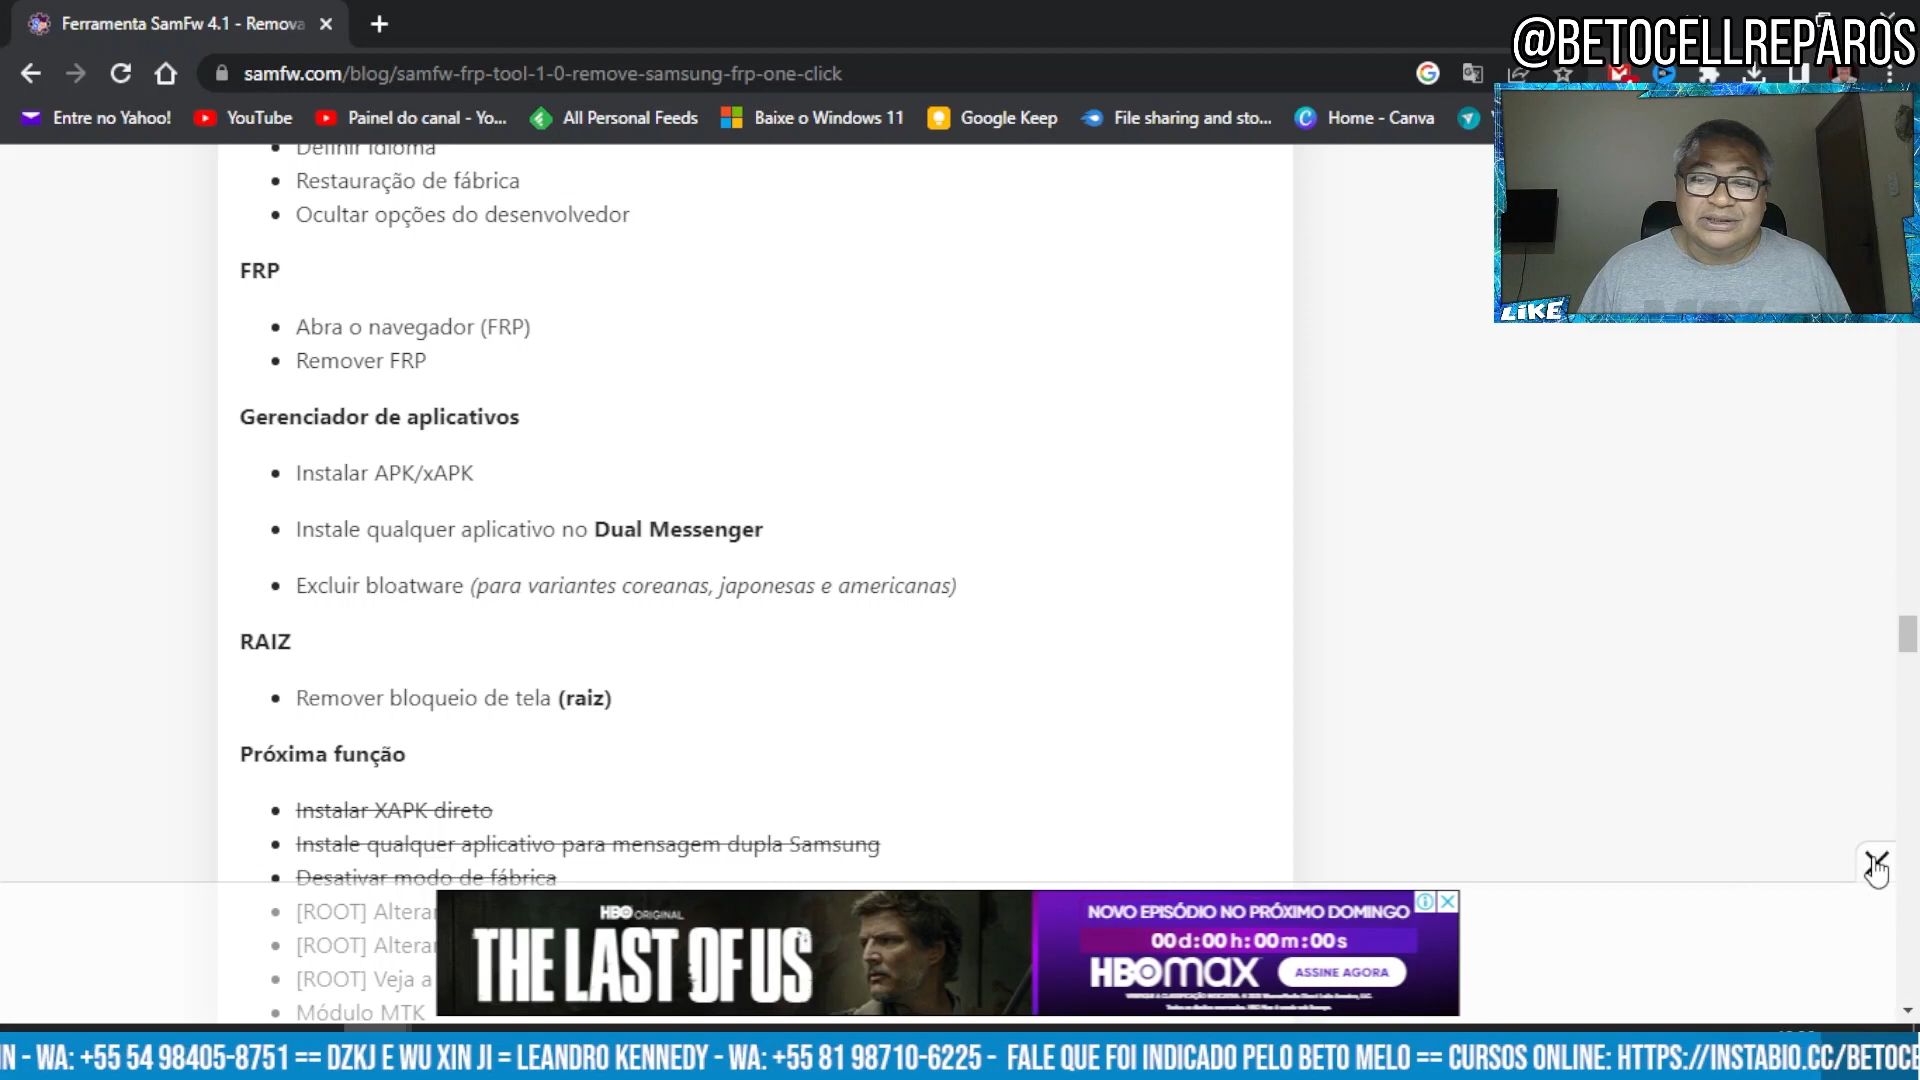 Ferramenta SamFw 4.1 - Remova
@BETOCELLREPAROS
samfw.com/blog/samfw-frp-tool-1-0-remove-samsung-frp-one-click
Entre no Yahoo!
YouTube
Painel do canal - Yo...
All Personal Feeds
Baixe o Windows 11
Google Keep
File sharing and sto...
Home - Canva
LIKE
Definir idioma
Restauração de fábrica
Ocultar opções do desenvolvedor
FRP
Abra o navegador (FRP)
Remover FRP
Gerenciador de aplicativos
Instalar APK/xAPK
Instale qualquer aplicativo no Dual Messenger
Excluir bloatware (para variantes coreanas, japonesas e americanas)
RAIZ
Remover bloqueio de tela (raiz)
Próxima função
Instalar XAPK direto
Instale qualquer aplicativo para mensagem dupla Samsung
Desativar modo de fábrica
[ROOT] Alterar
[ROOT] Alterar
[ROOT] Veja a
Módulo MTK
HBO ORIGINAL
THE LAST OF US
NOVO EPISÓDIO NO PRÓXIMO DOMINGO
00d:00h:00m:00s
HBOMAX
ASSINE AGORA
IN - WA: +55 54 98405-8751 == DZKJ E WU XIN JI = LEANDRO KENNEDY - WA: +55 81 98710-6225 - FALE QUE FOI INDICADO PELO BETO MELO == CURSOS ONLINE: HTTPS://INSTABIO.CC/BETOCE